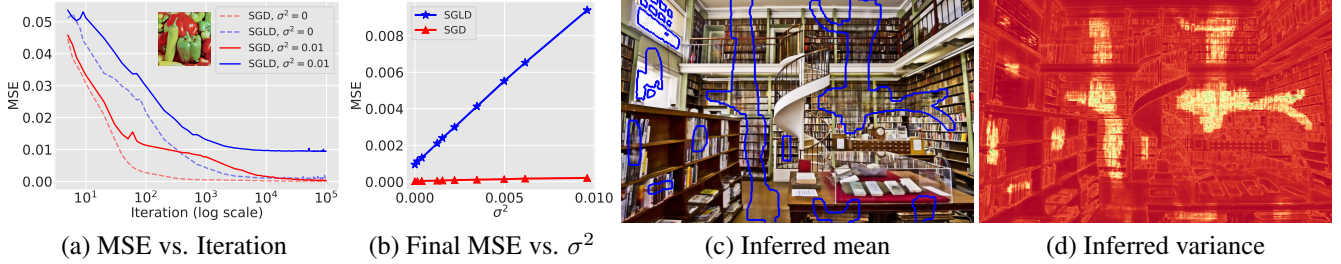 MSE
0.05
0.04
0.03
0.02
0.01
0.00
SGD, σ² = 0
SGLD, σ² = 0
SGD, σ² = 0.01
SGLD, σ² = 0.01
10¹ 10² 10³ 10⁴ 10⁵
Iteration (log scale)
(a) MSE vs. Iteration
MSE
0.008
0.006
0.004
0.002
0.000
SGLD
SGD
0.000 0.005 0.010
σ²
(b) Final MSE vs. σ²
(c) Inferred mean
(d) Inferred variance